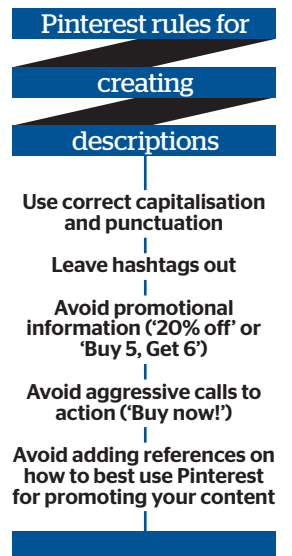 Pinterest rules for
creating
descriptions
Use correct capitalisation
and punctuation
Leave hashtags out
Avoid promotional
information (‘20% off’ or
‘Buy 5, Get 6’)
Avoid aggressive calls to
action (‘Buy now!’)
Avoid adding references on
how to best use Pinterest
for promoting your content